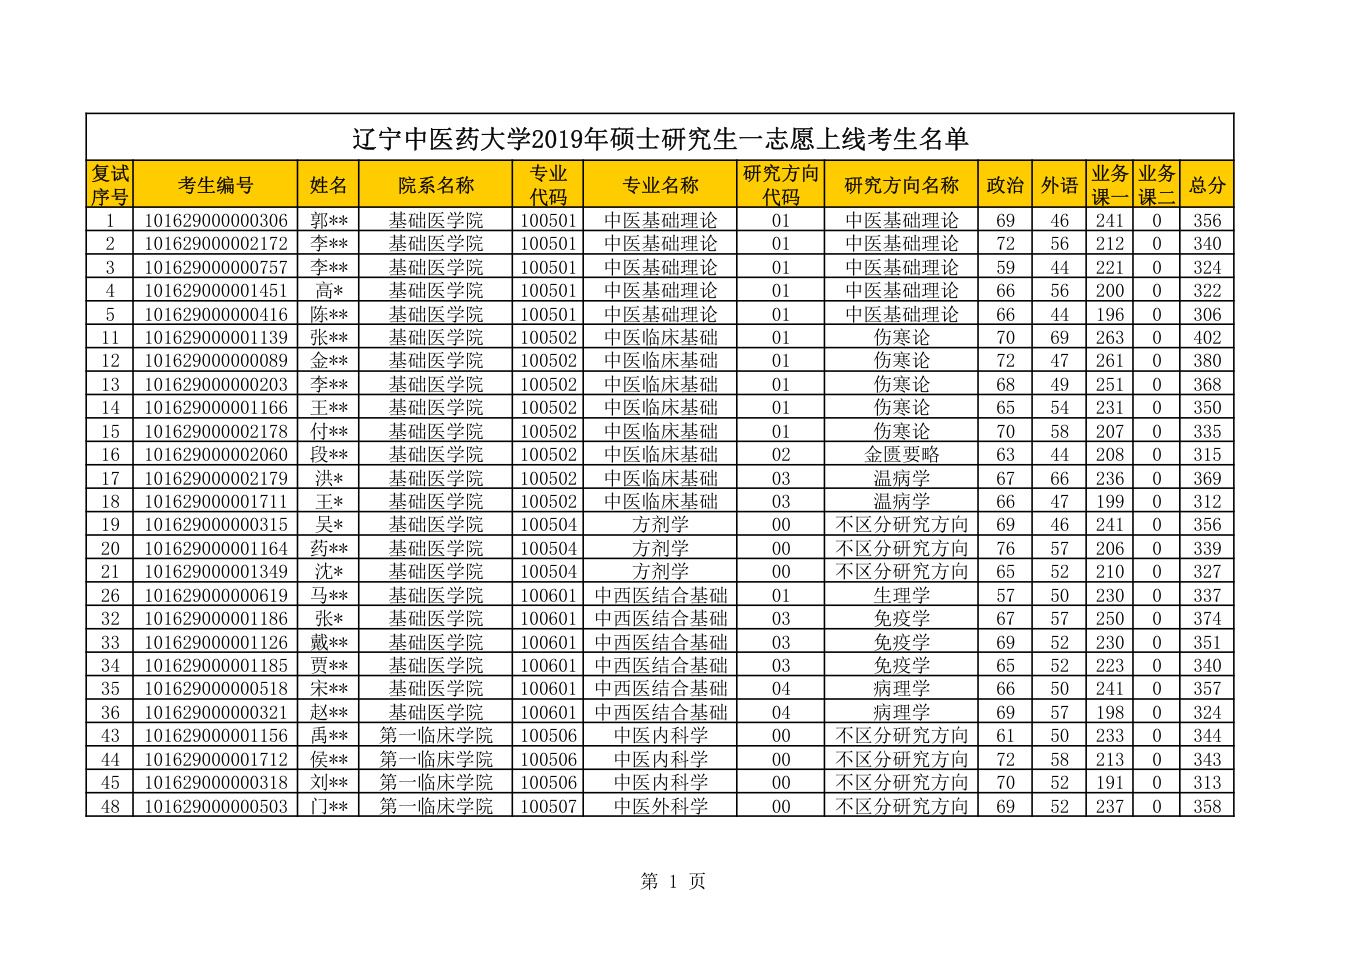 辽宁中医药大学2019年硕士研究生一志愿上线考生名单
复试序号 考生编号 姓名 院系名称 专业代码 专业名称 研究方向代码 研究方向名称 政治 外语 业务课一 业务课二 总分
1 101629000000306 郭** 基础医学院 100501 中医基础理论 01 中医基础理论 69 46 241 0 356
2 101629000002172 李** 基础医学院 100501 中医基础理论 01 中医基础理论 72 56 212 0 340
3 101629000000757 李** 基础医学院 100501 中医基础理论 01 中医基础理论 59 44 221 0 324
4 101629000001451 高* 基础医学院 100501 中医基础理论 01 中医基础理论 66 56 200 0 322
5 101629000000416 陈** 基础医学院 100501 中医基础理论 01 中医基础理论 66 44 196 0 306
11 101629000001139 张** 基础医学院 100502 中医临床基础 01 伤寒论 70 69 263 0 402
12 101629000000089 金** 基础医学院 100502 中医临床基础 01 伤寒论 72 47 261 0 380
13 101629000000203 李** 基础医学院 100502 中医临床基础 01 伤寒论 68 49 251 0 368
14 101629000001166 王** 基础医学院 100502 中医临床基础 01 伤寒论 65 54 231 0 350
15 101629000002178 付** 基础医学院 100502 中医临床基础 01 伤寒论 70 58 207 0 335
16 101629000002060 段** 基础医学院 100502 中医临床基础 02 金匮要略 63 44 208 0 315
17 101629000002179 洪* 基础医学院 100502 中医临床基础 03 温病学 67 66 236 0 369
18 101629000001711 王* 基础医学院 100502 中医临床基础 03 温病学 66 47 199 0 312
19 101629000000315 吴* 基础医学院 100504 方剂学 00 不区分研究方向 69 46 241 0 356
20 101629000001164 药** 基础医学院 100504 方剂学 00 不区分研究方向 76 57 206 0 339
21 101629000001349 沈* 基础医学院 100504 方剂学 00 不区分研究方向 65 52 210 0 327
26 101629000000619 马** 基础医学院 100601 中西医结合基础 01 生理学 57 50 230 0 337
32 101629000001186 张* 基础医学院 100601 中西医结合基础 03 免疫学 67 57 250 0 374
33 101629000001126 戴** 基础医学院 100601 中西医结合基础 03 免疫学 69 52 230 0 351
34 101629000001185 贾** 基础医学院 100601 中西医结合基础 03 免疫学 65 52 223 0 340
35 101629000000518 宋** 基础医学院 100601 中西医结合基础 04 病理学 66 50 241 0 357
36 101629000000321 赵** 基础医学院 100601 中西医结合基础 04 病理学 69 57 198 0 324
43 101629000001156 禹** 第一临床学院 100506 中医内科学 00 不区分研究方向 61 50 233 0 344
44 101629000001712 侯** 第一临床学院 100506 中医内科学 00 不区分研究方向 72 58 213 0 343
45 101629000000318 刘** 第一临床学院 100506 中医内科学 00 不区分研究方向 70 52 191 0 313
48 101629000000503 门** 第一临床学院 100507 中医外科学 00 不区分研究方向 69 52 237 0 358
第 1 页